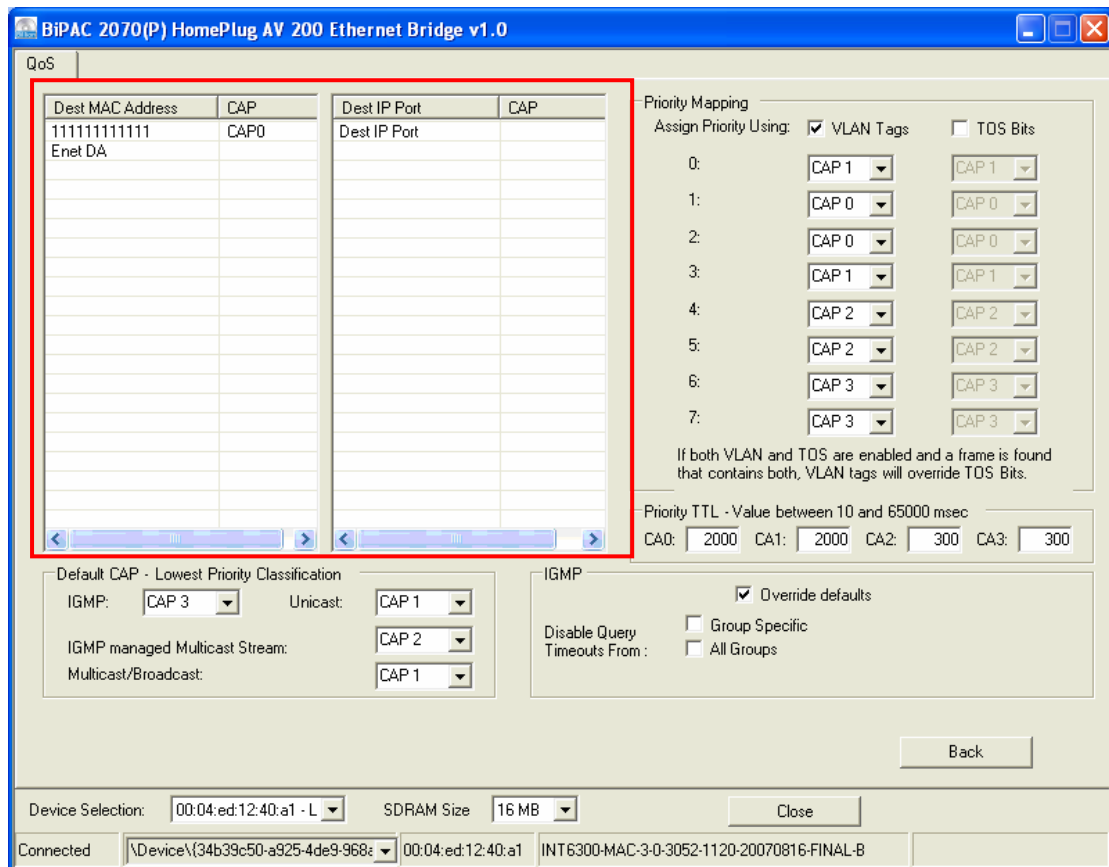 BiPAC 2070(P) HomePlug AV 200 Ethernet Bridge v1.0
QoS
Dest MAC Address CAP
111111111111 CAP0
Enet DA
Dest IP Port CAP
Dest IP Port
Priority Mapping
Assign Priority Using: VLAN Tags TOS Bits
0: CAP 1 CAP 1
1: CAP 0 CAP 0
2: CAP 0 CAP 0
3: CAP 1 CAP 1
4: CAP 2 CAP 2
5: CAP 2 CAP 2
6: CAP 3 CAP 3
7: CAP 3 CAP 3
If both VLAN and TOS are enabled and a frame is found
that contains both, VLAN tags will override TOS Bits.
Priority TTL - Value between 10 and 65000 msec
CA0: 2000 CA1: 2000 CA2: 300 CA3: 300
Default CAP - Lowest Priority Classification
IGMP: CAP 3 Unicast: CAP 1
IGMP managed Multicast Stream: CAP 2
Multicast/Broadcast: CAP 1
IGMP
Override defaults
Disable Query
Timeouts From :
Group Specific
All Groups
Back
Device Selection: 00:04:ed:12:40:a1 - L SDRAM Size 16 MB Close
Connected \Device\{34b39c50-a925-4de9-968a 00:04:ed:12:40:a1 INT6300-MAC-3-0-3052-1120-20070816-FINAL-B